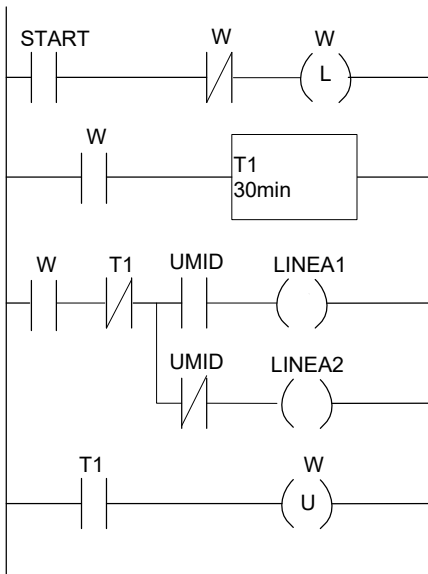 START
W
W
L
W
T1
30min
W
T1
UMID
LINEA1
UMID
LINEA2
T1
W
U